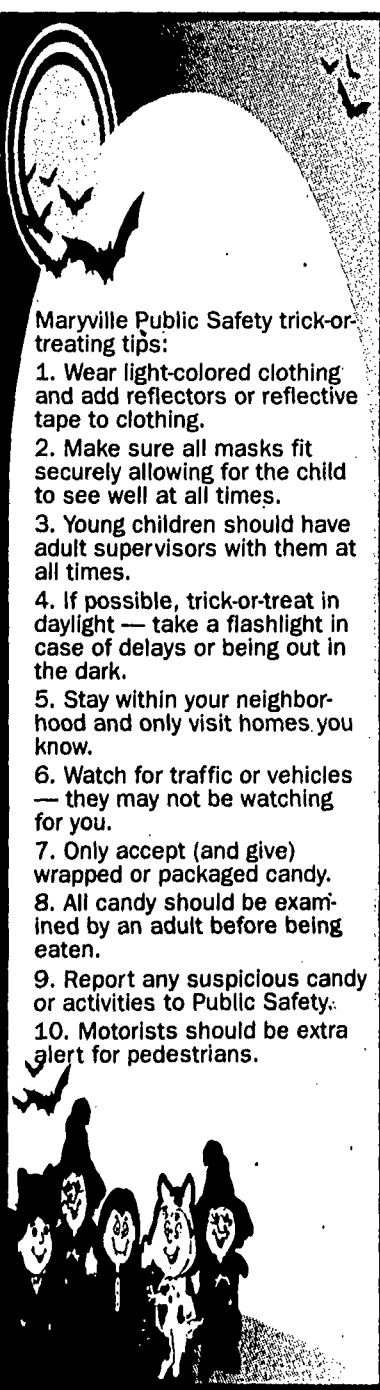 Maryville Public Safety trick-or-
treating tips:
1. Wear light-colored clothing
and add reflectors or reflective
tape to clothing.
2. Make sure all masks fit
securely allowing for the child
to see well at all times.
3. Young children should have
adult supervisors with them at
all times.
4. If possible, trick-or-treat in
daylight — take a flashlight in
case of delays or being out in
the dark.
5. Stay within your neighbor-
hood and only visit homes you
know.
6. Watch for traffic or vehicles
— they may not be watching
for you.
7. Only accept (and give)
wrapped or packaged candy.
8. All candy should be exam-
ined by an adult before being
eaten.
9. Report any suspicious candy
or activities to Public Safety.
10. Motorists should be extra
alert for pedestrians.